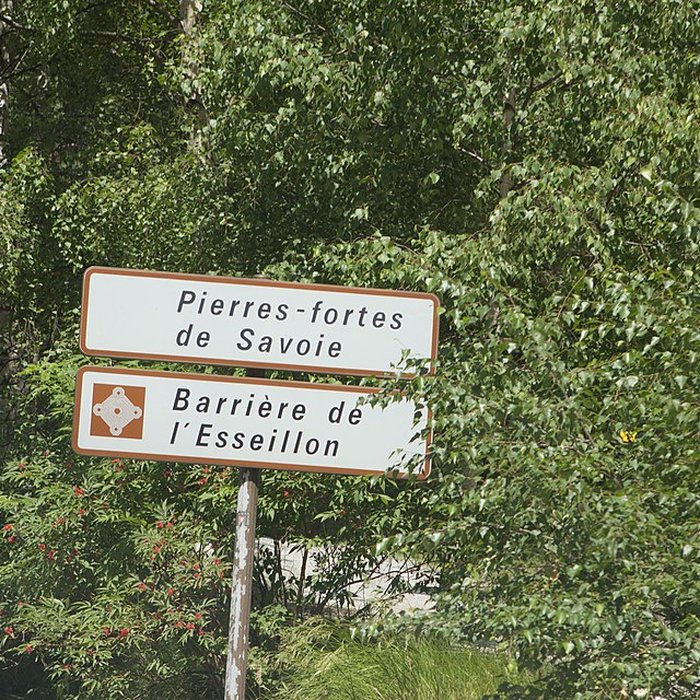 Pierres-fortes
de Savoie
Barrière de
l'Esseillon